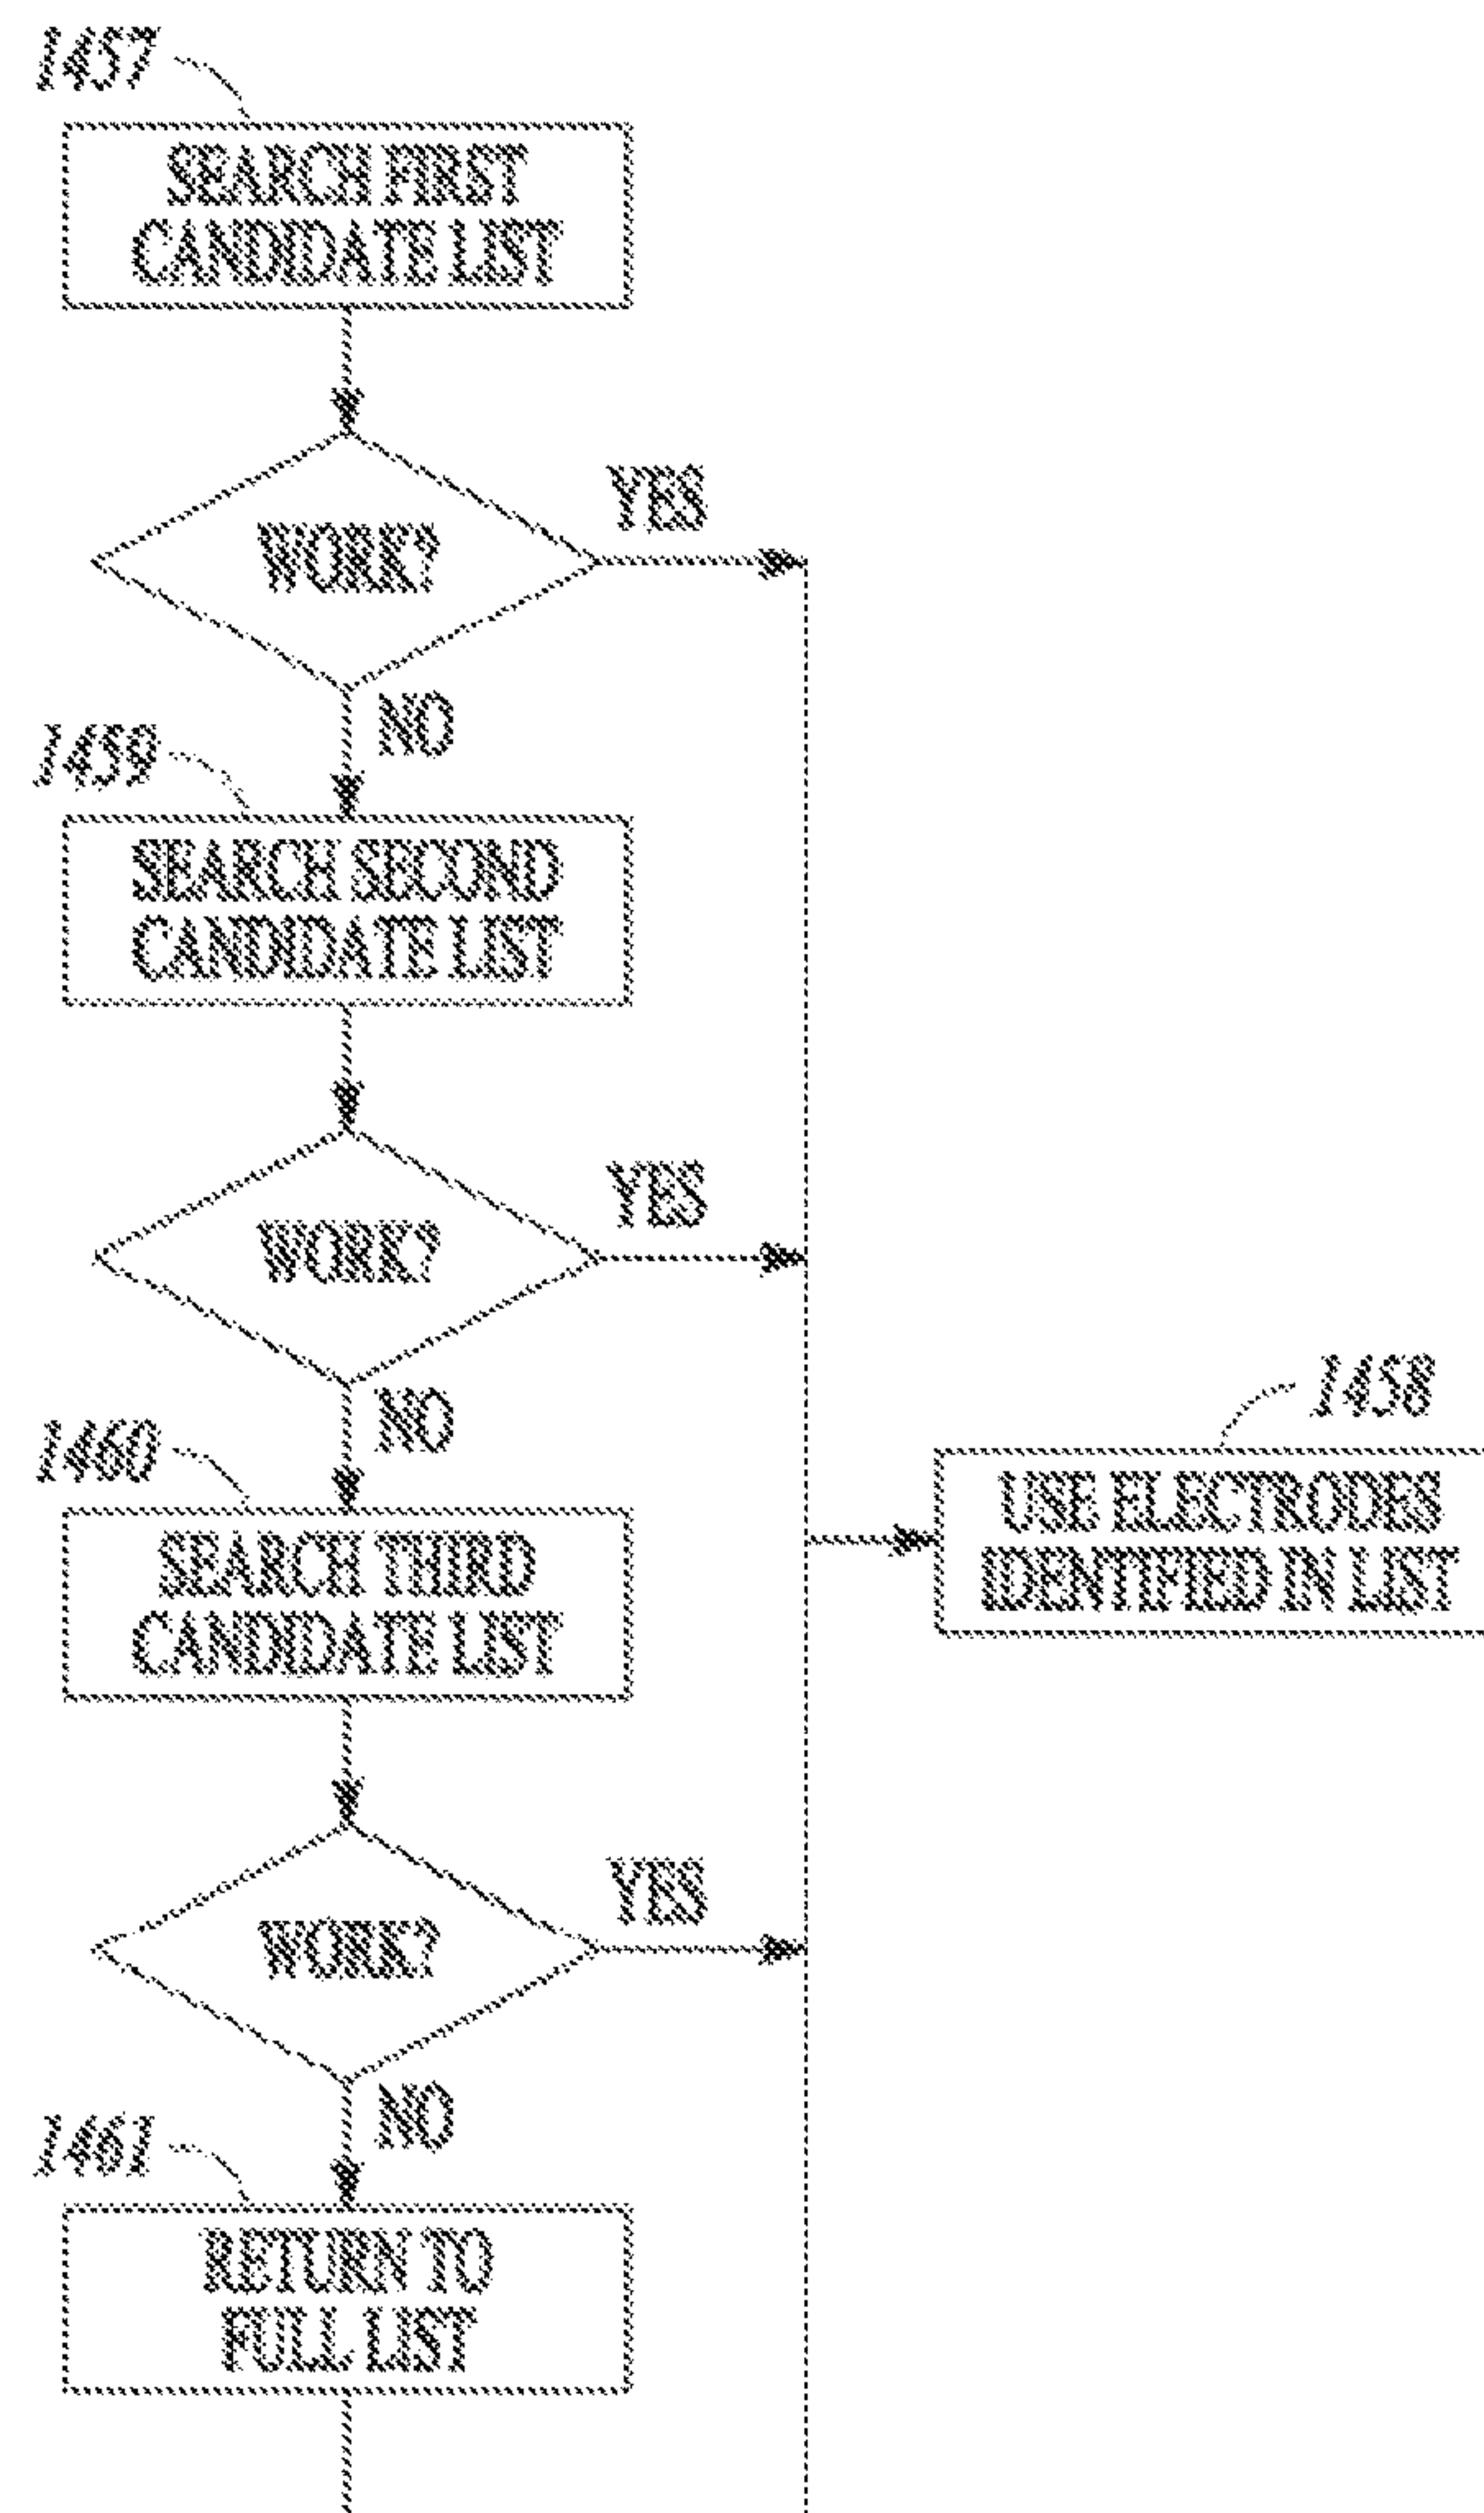 1457
SEARCH FIRST
CANDIDATE LIST
WORK?
YES
NO
1459
SEARCH SECOND
CANDIDATE LIST
WORK?
YES
NO
1458
USE ELECTRODES
IDENTIFIED IN LIST
1460
SEARCH THIRD
CANDIDATE LIST
WORK?
YES
NO
1461
RETURN TO
FULL LIST